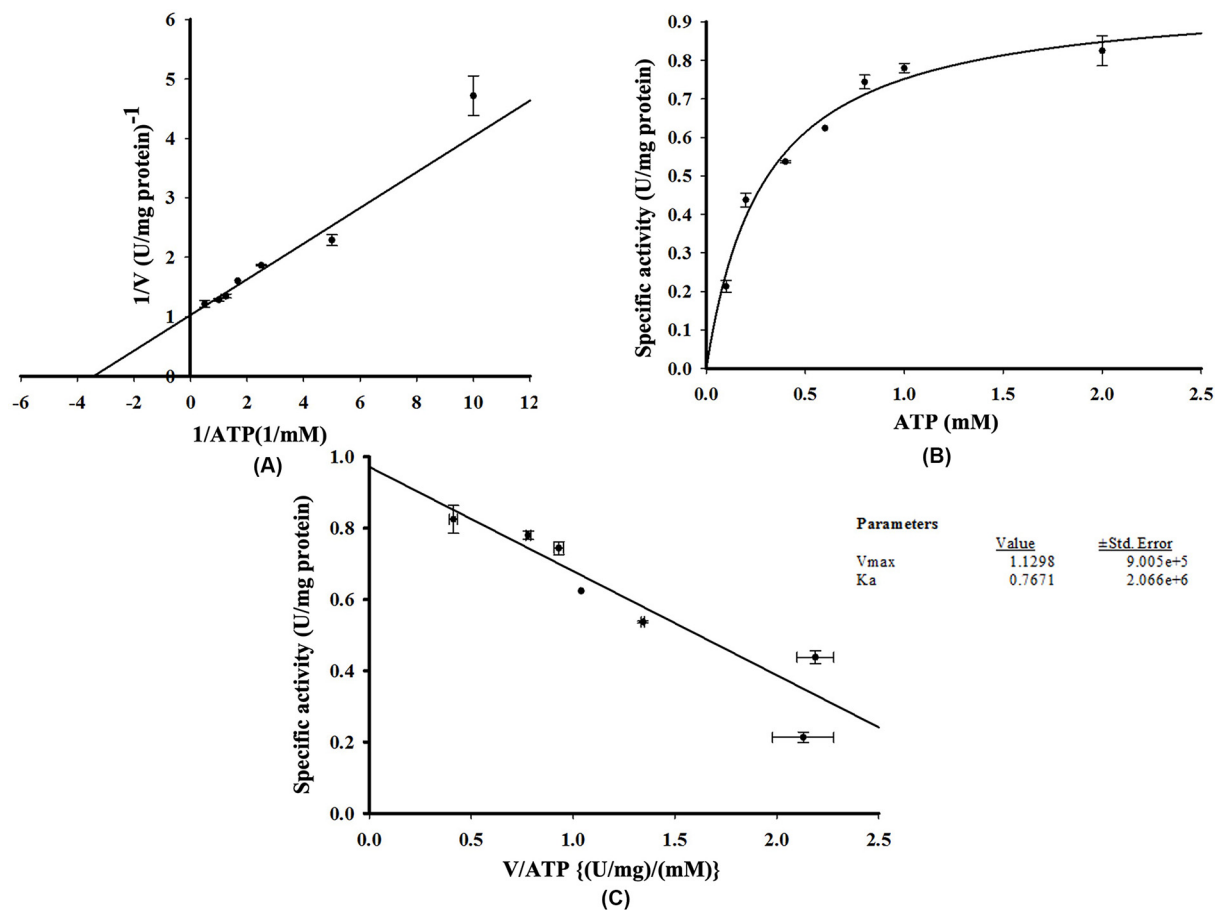 6
5
4
3
2
1
0
1/V (U/mg protein)-1
-6 -4 -2 0 2 4 6 8 10 12
1/ATP(1/mM)
(A)
0.9
0.8
0.7
0.6
0.5
0.4
0.3
0.2
0.1
0.0
Specific activity (U/mg protein)
0.0 0.5 1.0 1.5 2.0 2.5
ATP (mM)
(B)
1.0
0.8
0.6
0.4
0.2
0.0
Specific activity (U/mg protein)
0.0 0.5 1.0 1.5 2.0 2.5
V/ATP {(U/mg)/(mM)}
(C)
Parameters
Value ±Std. Error
Vmax 1.1298 9.005e+5
Ka 0.7671 2.066e+6